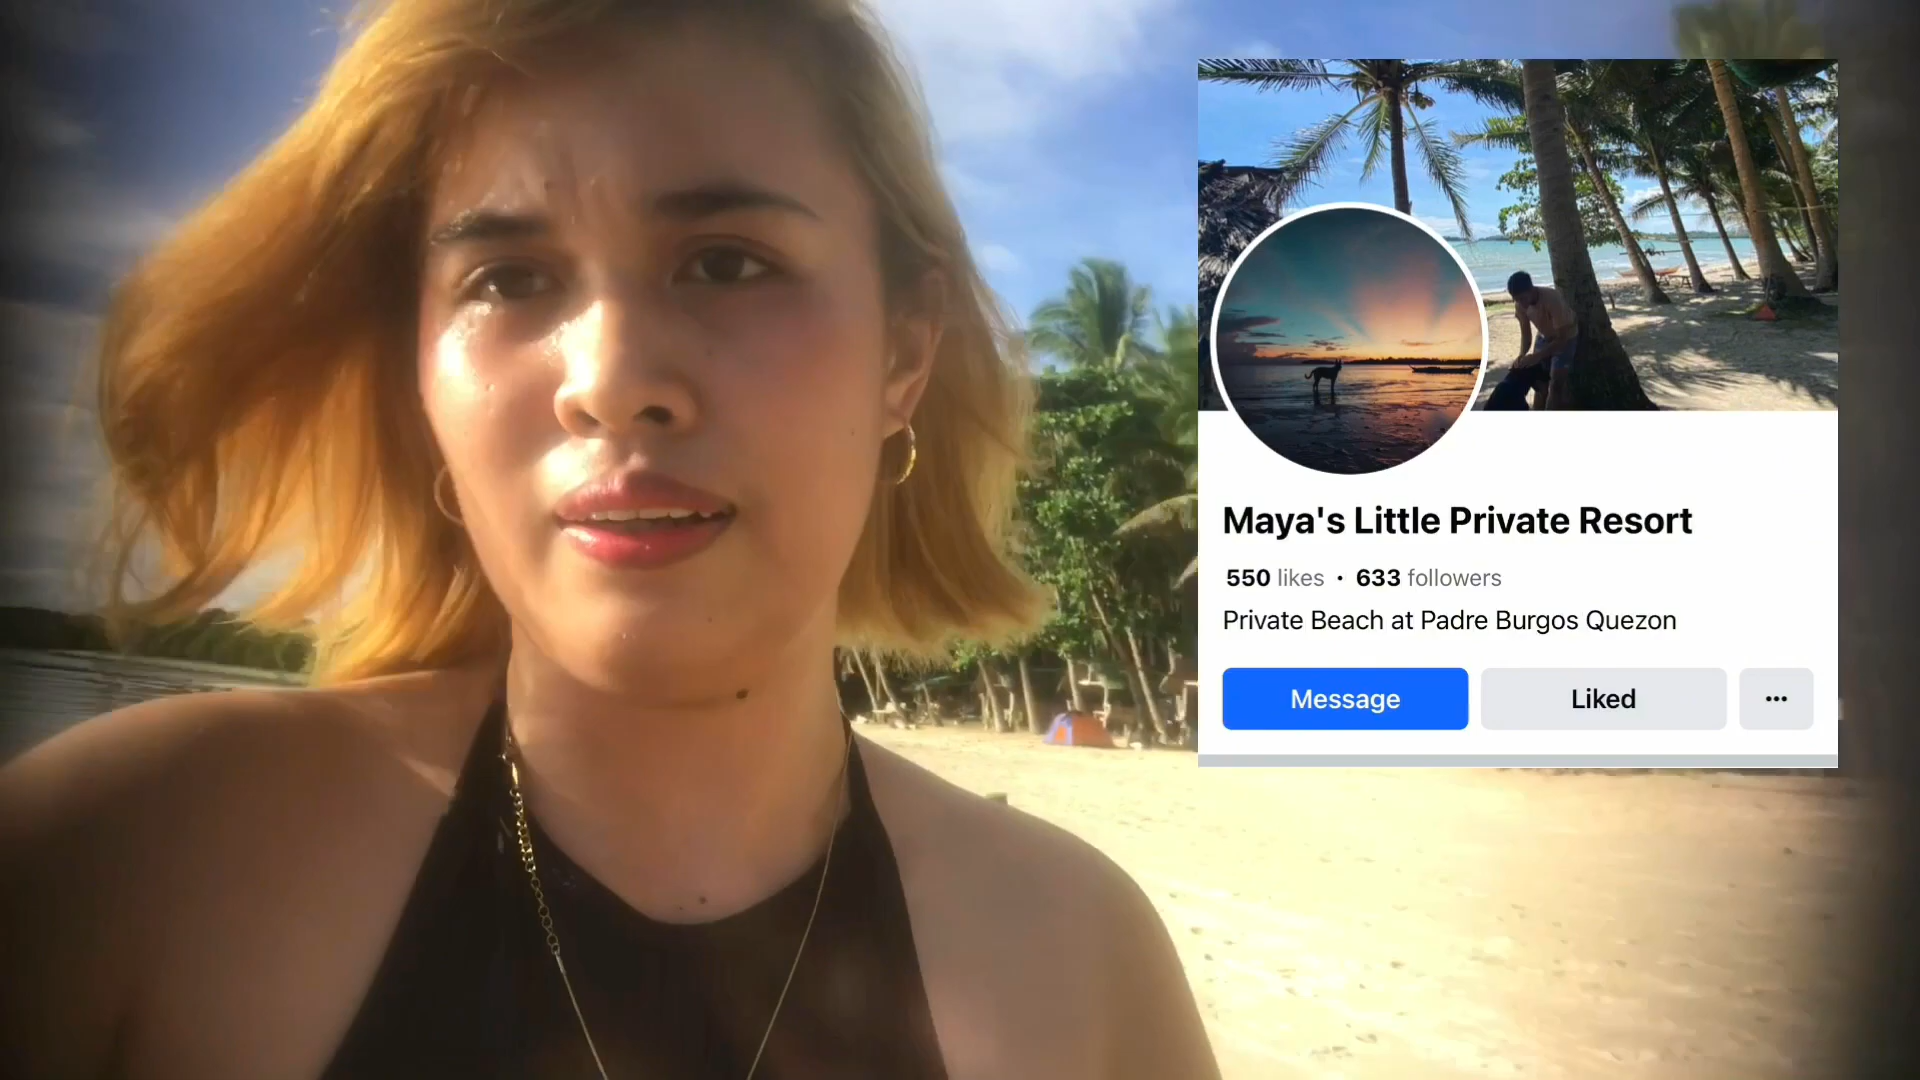 Maya's Little Private Resort
550 likes • 633 followers
Private Beach at Padre Burgos Quezon
Message Liked ...